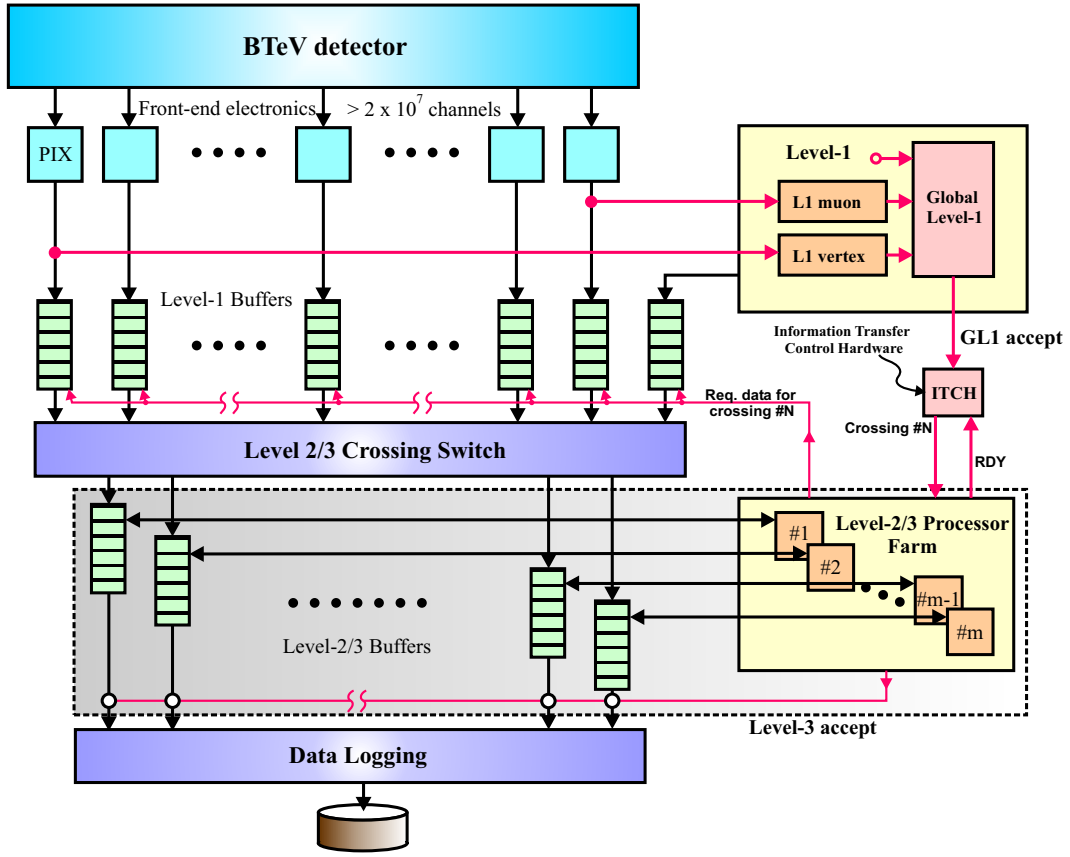 BTeV detector
Front-end electronics > 2 x 10^7 channels
PIX
Level-1
L1 muon
L1 vertex
Global
Level-1
Level-1 Buffers
Information Transfer
Control Hardware
GL1 accept
ITCH
Req. data for
crossing #N
Crossing #N
RDY
Level 2/3 Crossing Switch
Level-2/3 Processor
Farm
#1
#2
#m-1
#m
Level-2/3 Buffers
Level-3 accept
Data Logging